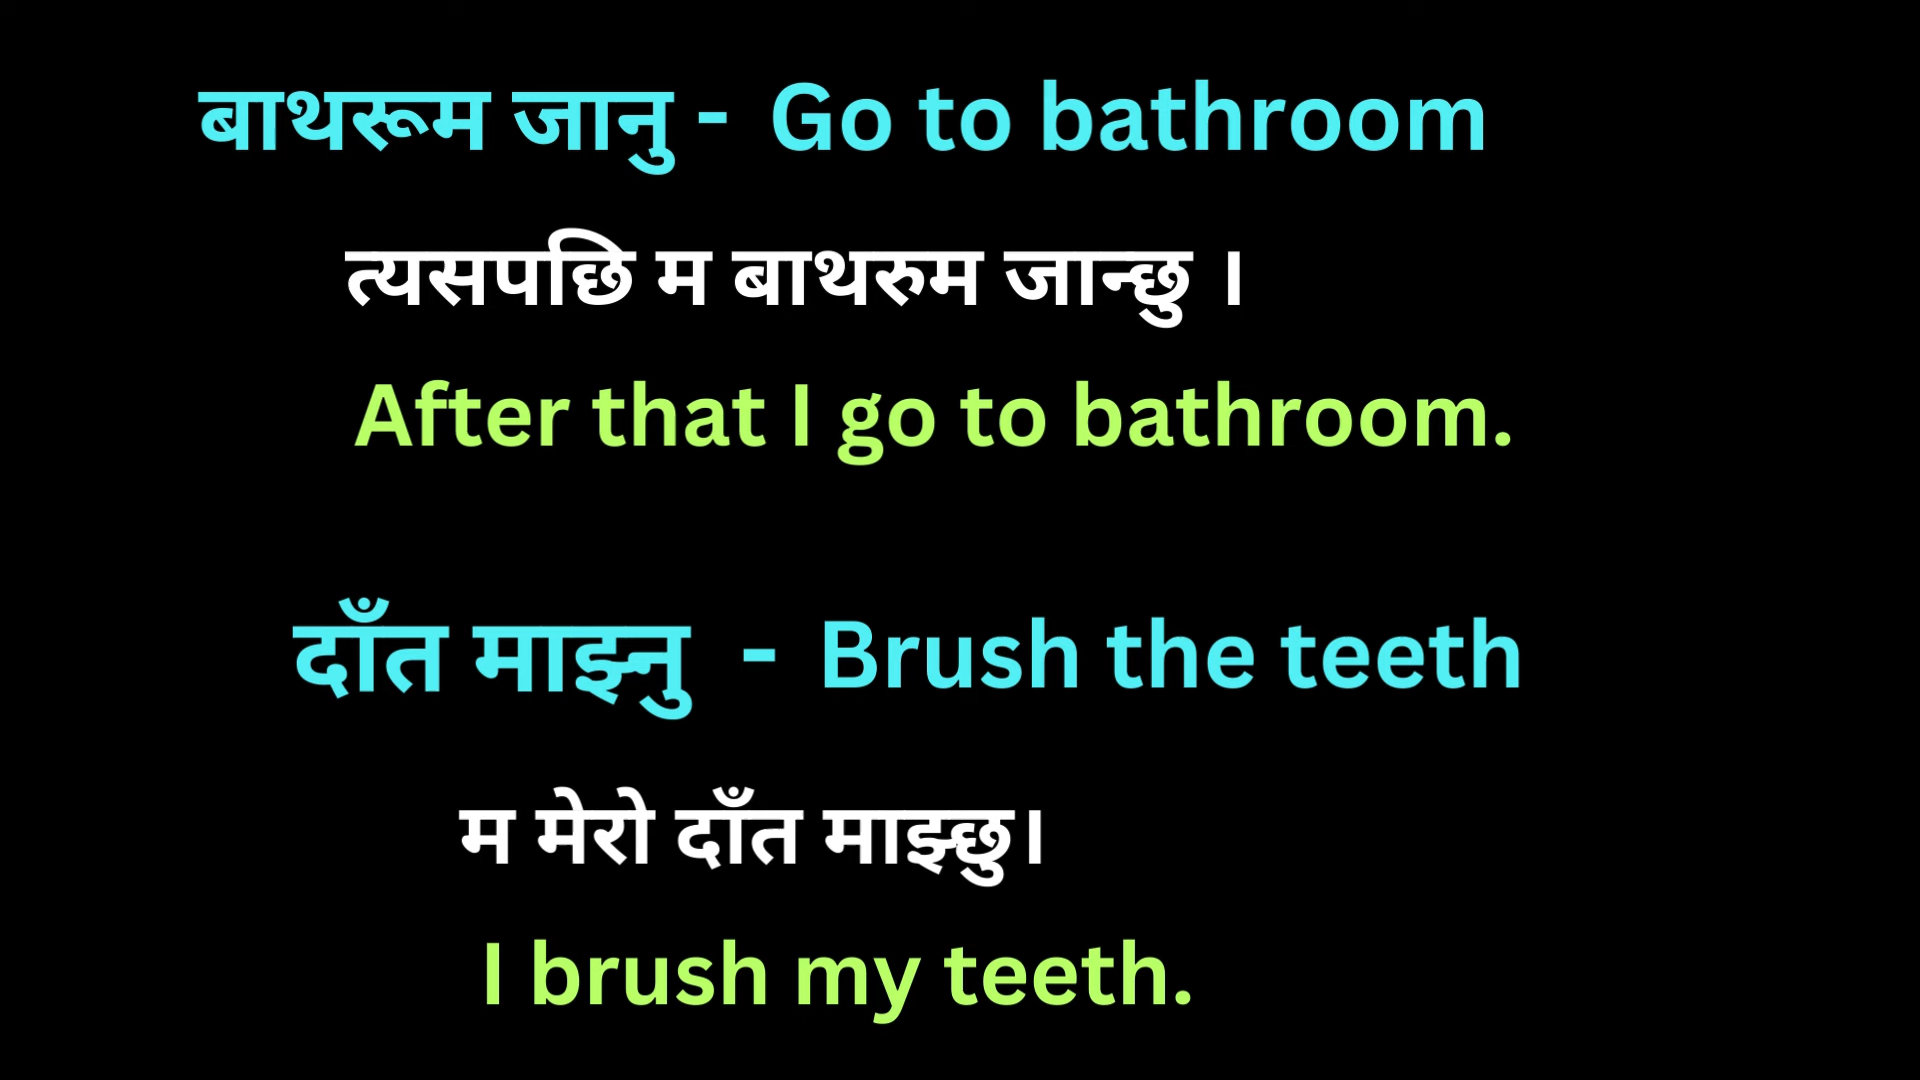 बाथरूम जानु - Go to bathroom
त्यसपछि म बाथरुम जान्छु ।
After that I go to bathroom.
दाँत माझ्नु - Brush the teeth
म मेरो दाँत माझ्छु।
I brush my teeth.